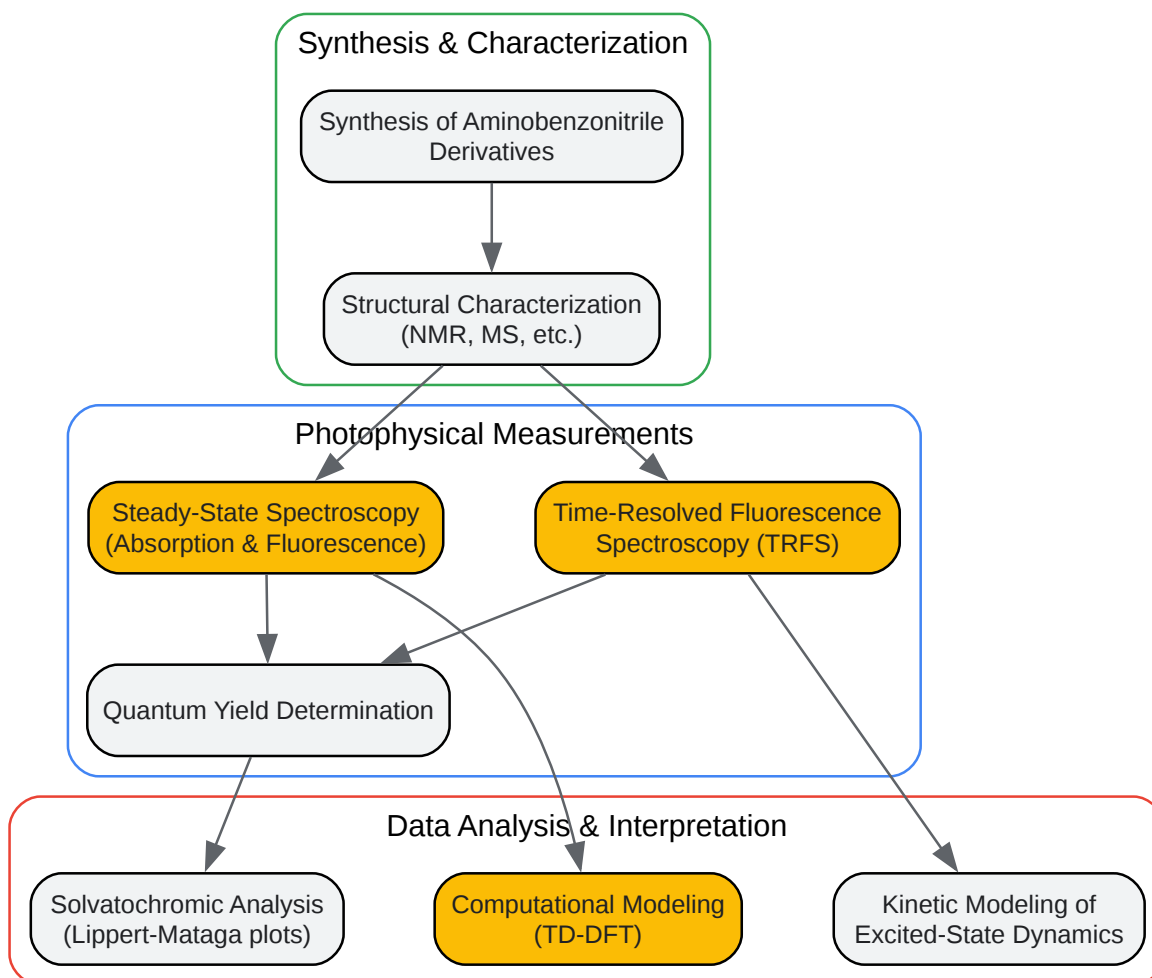 Synthesis & Characterization
Synthesis of Aminobenzonitrile
Derivatives
Structural Characterization
(NMR, MS, etc.)
Photophysical Measurements
Steady-State Spectroscopy
(Absorption & Fluorescence)
Time-Resolved Fluorescence
Spectroscopy (TRFS)
Quantum Yield Determination
Data Analysis & Interpretation
Solvatochromic Analysis
(Lippert-Mataga plots)
Computational Modeling
(TD-DFT)
Kinetic Modeling of
Excited-State Dynamics